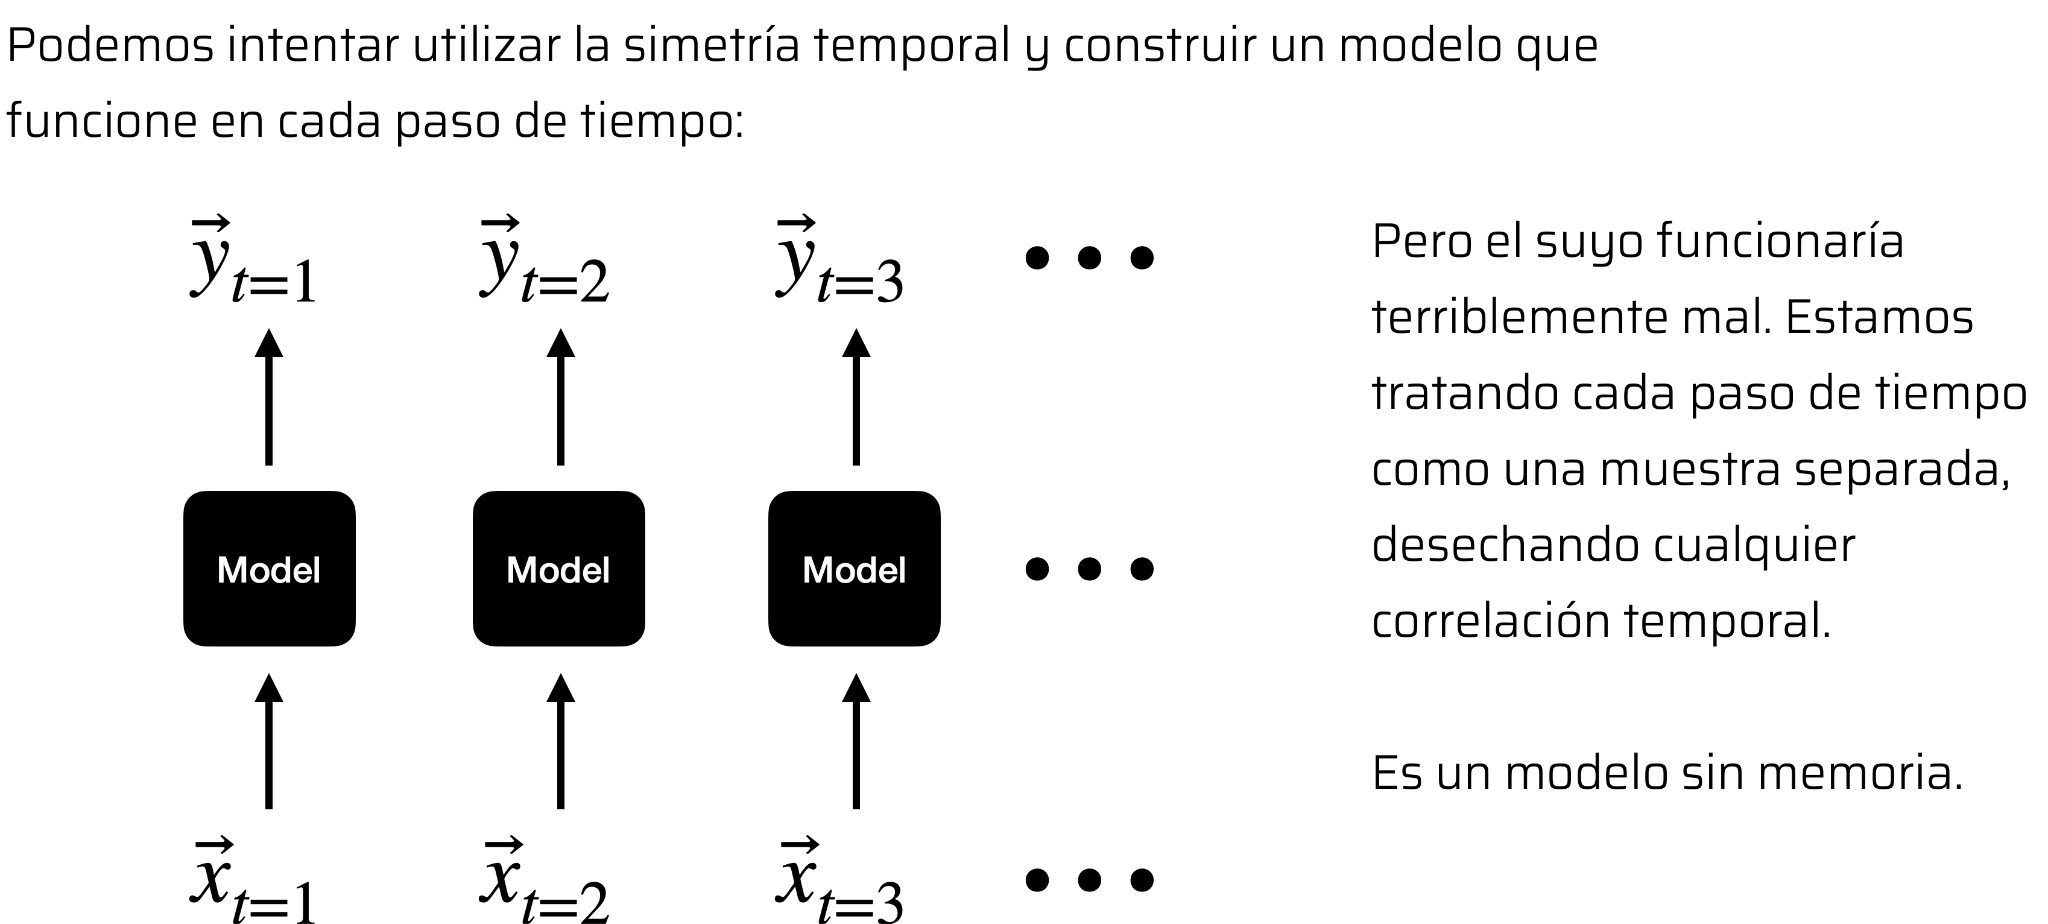 Podemos intentar utilizar la simetría temporal y construir un modelo que
funcione en cada paso de tiempo:
y⃗t=1 y⃗t=2 y⃗t=3 •••
Pero el suyo funcionaría
terriblemente mal. Estamos
tratando cada paso de tiempo
como una muestra separada,
desechando cualquier
correlación temporal.
Es un modelo sin memoria.
Model Model Model •••
x⃗t=1 x⃗t=2 x⃗t=3 •••